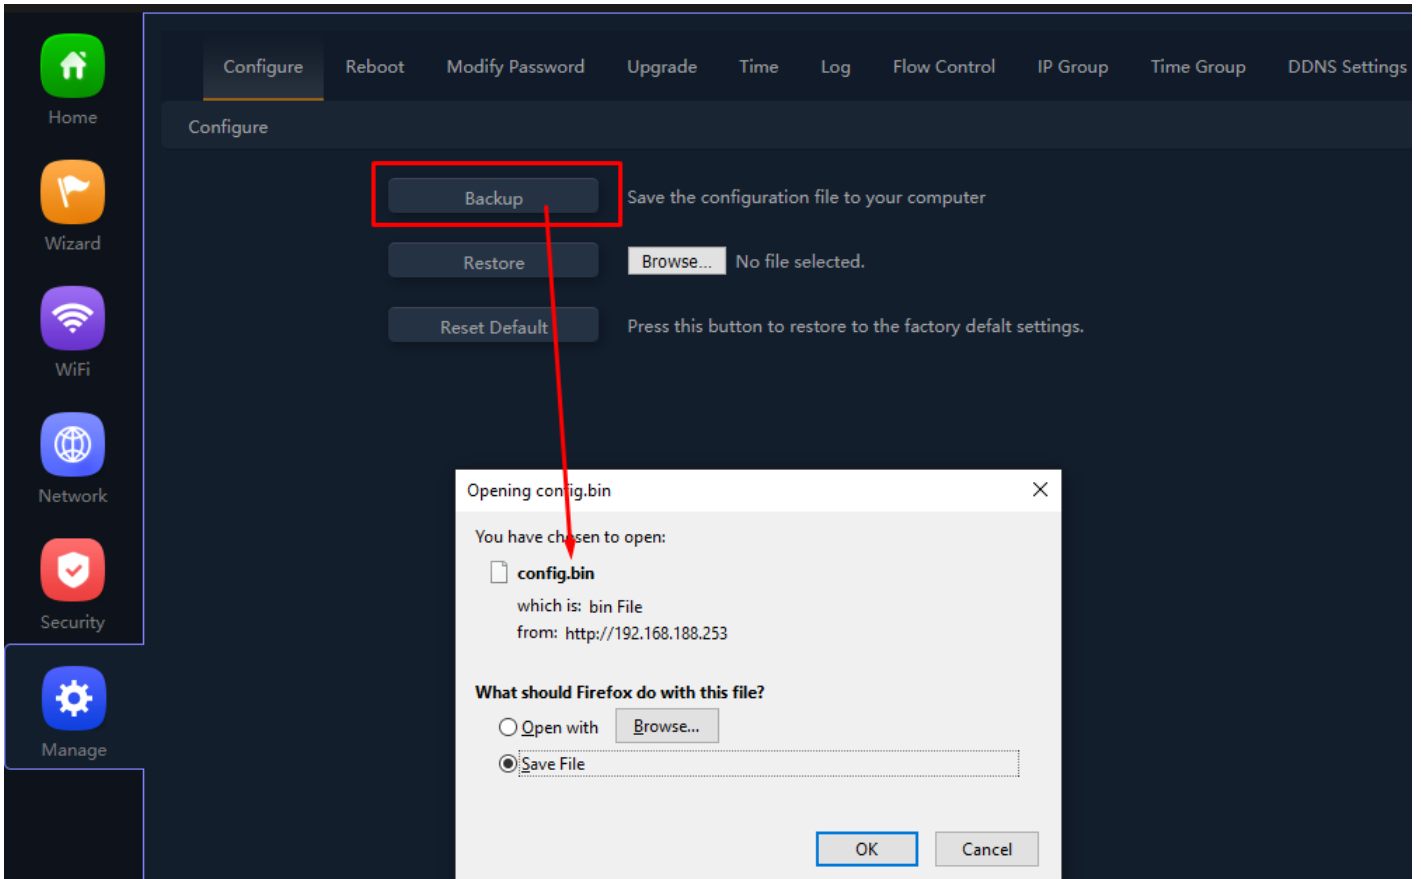 Configure Reboot Modify Password Upgrade Time Log Flow Control IP Group Time Group DDNS Settings
Configure
Home
Wizard
WiFi
Network
Security
Manage
Backup Save the configuration file to your computer
Restore Browse... No file selected.
Reset Default Press this button to restore to the factory defalt settings.
Opening config.bin
You have chosen to open:
config.bin
which is: bin File
from: http://192.168.188.253
What should Firefox do with this file?
Open with Browse...
Save File
OK Cancel